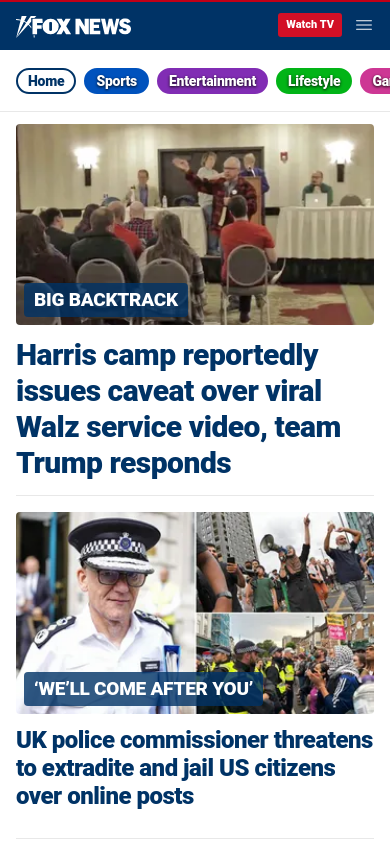 FOX NEWS
Watch TV
Home
Sports
Entertainment
Lifestyle
BIG BACKTRACK
Harris camp reportedly
issues caveat over viral
Walz service video, team
Trump responds
‘WE’LL COME AFTER YOU’
UK police commissioner threatens
to extradite and jail US citizens
over online posts